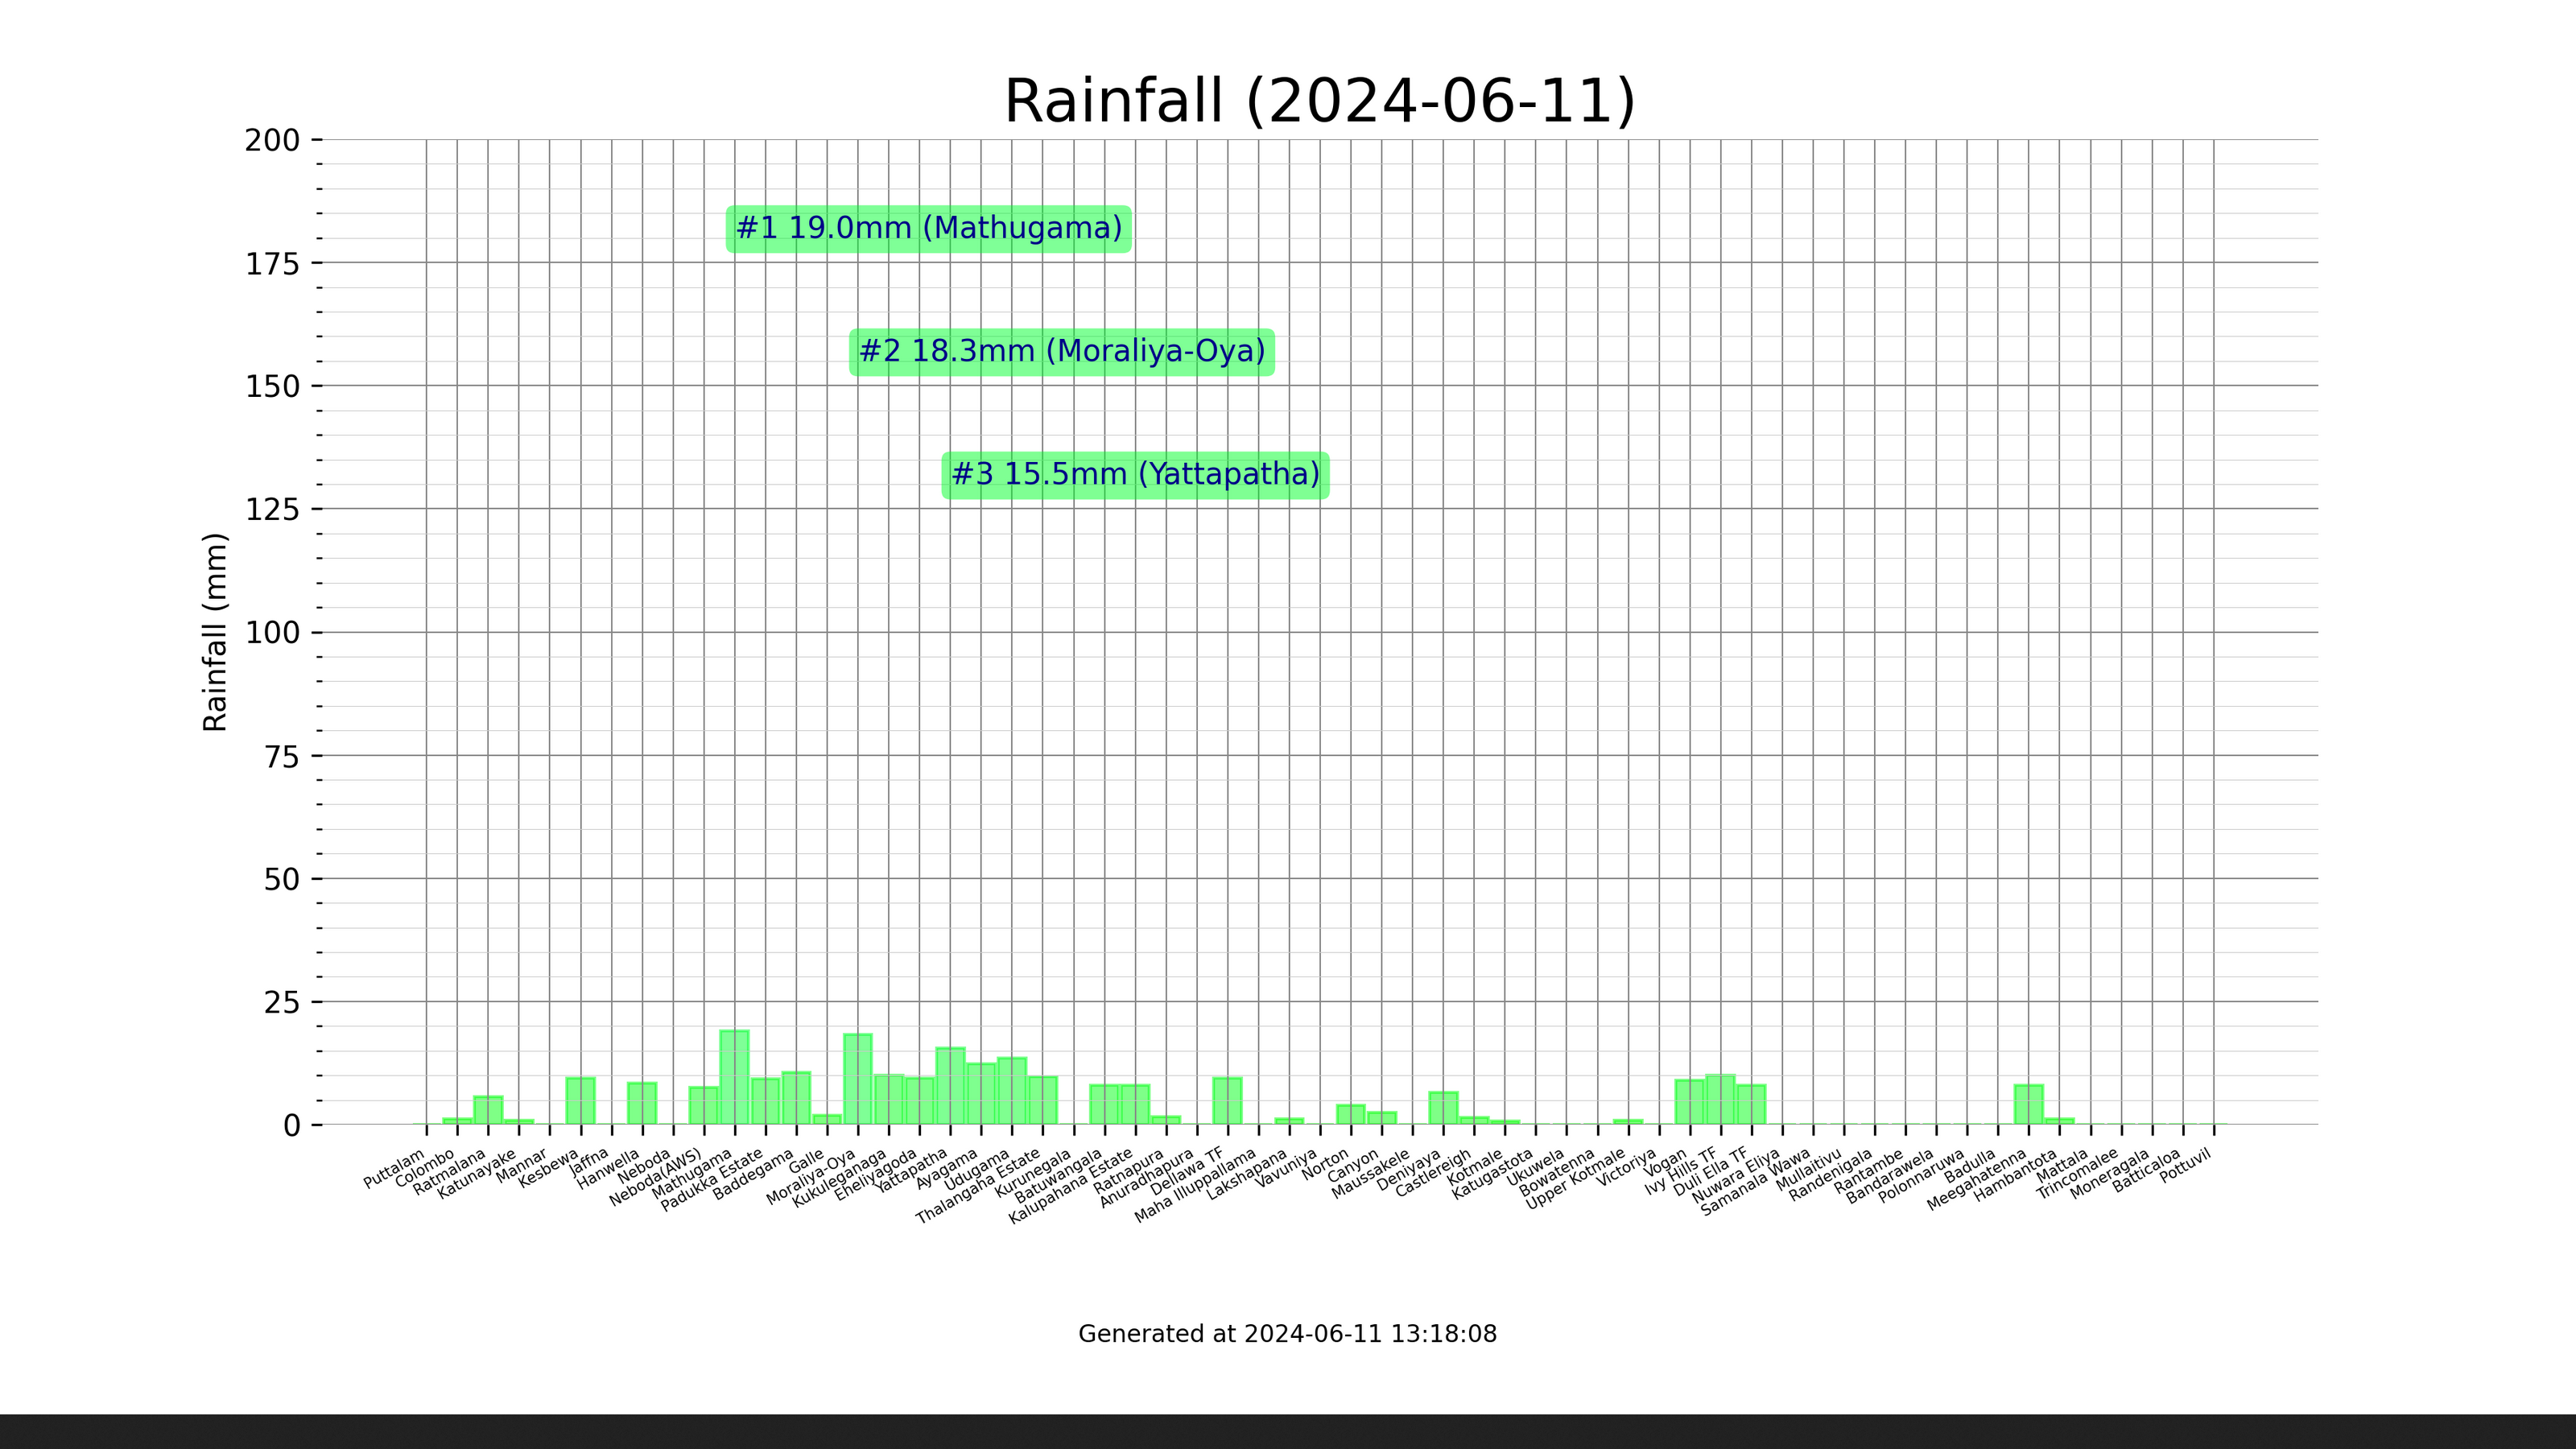 Rainfall (2024-06-11)
200
175
150
125
100
75
50
25
0
Rainfall (mm)
#1 19.0mm (Mathugama)
#2 18.3mm (Moraliya-Oya)
#3 15.5mm (Yattapatha)
Puttalam
Colombo
Ratmalana
Katunayake
Mannar
Kesbewa
Jaffna
Hanwella
Neboda
Neboda(AWS)
Mathugama
Padukka Estate
Baddegama
Galle
Moraliya-Oya
Kukuleganaga
Eheliyagoda
Yattapatha
Ayagama
Udugama
Thalangaha Estate
Kurunegala
Batuwangala
Kalupahana Estate
Ratnapura
Anuradhapura
Dellawa TF
Maha Illuppallama
Lakshapana
Vavuniya
Norton
Canyon
Maussakele
Deniyaya
Castlereigh
Kotmale
Katugastota
Ukuwela
Bowatenna
Upper Kotmale
Victoriya
Vogan
Ivy Hills TF
Duli Ella TF
Nuwara Eliya
Samanala Wawa
Mullaitivu
Randenigala
Rantambe
Bandarawela
Polonnaruwa
Badulla
Meegahatenna
Hambantota
Mattala
Trincomalee
Moneragala
Batticaloa
Pottuvil
Generated at 2024-06-11 13:18:08